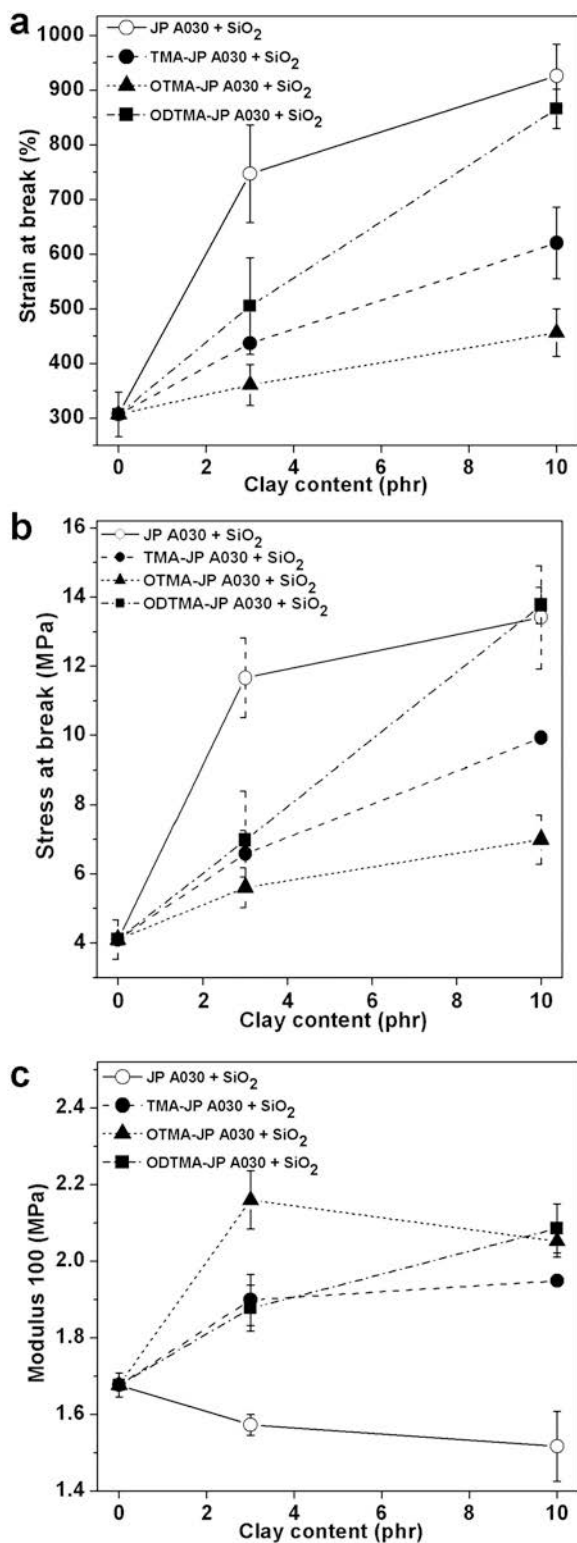 a
JP A030 + SiO2
TMA-JP A030 + SiO2
OTMA-JP A030 + SiO2
ODTMA-JP A030 + SiO2
1000
900
800
700
600
500
400
300
Strain at break (%)
0 2 4 6 8 10
Clay content (phr)
b
JP A030 + SiO2
TMA-JP A030 + SiO2
OTMA-JP A030 + SiO2
ODTMA-JP A030 + SiO2
16
14
12
10
8
6
4
Stress at break (MPa)
0 2 4 6 8 10
Clay content (phr)
c
JP A030 + SiO2
TMA-JP A030 + SiO2
OTMA-JP A030 + SiO2
ODTMA-JP A030 + SiO2
2.4
2.2
2.0
1.8
1.6
1.4
Modulus 100 (MPa)
0 2 4 6 8 10
Clay content (phr)